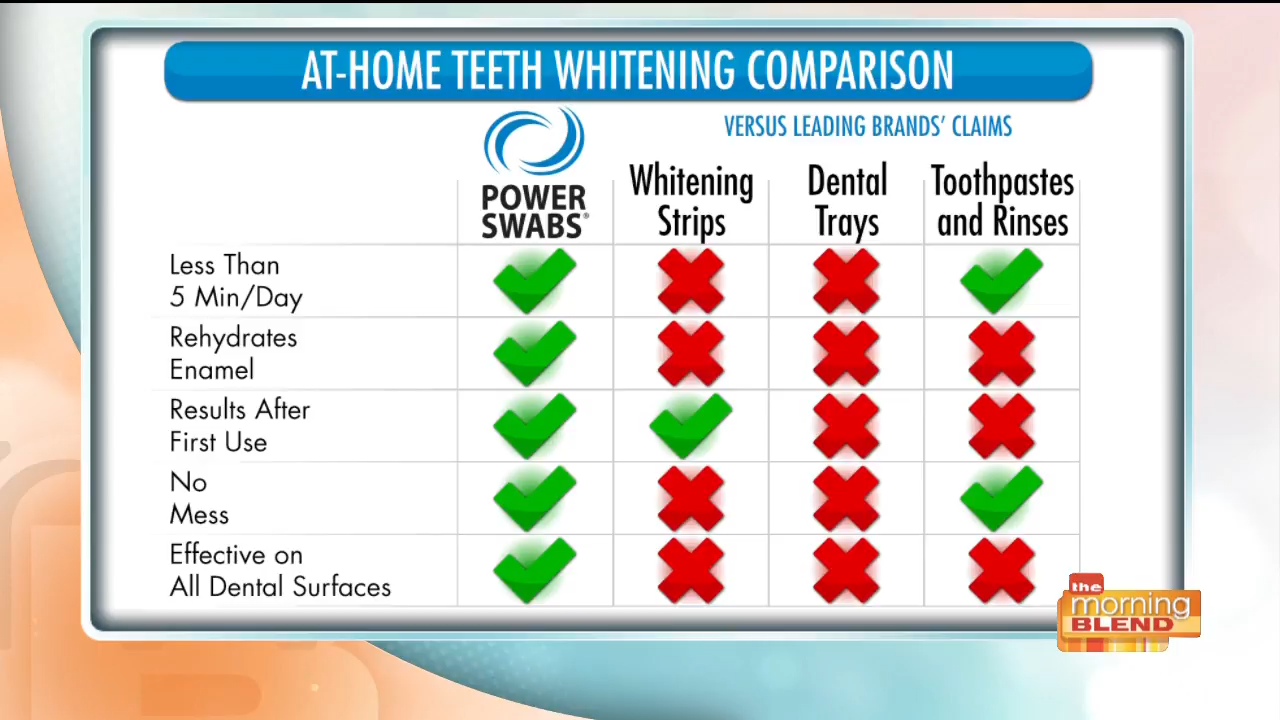 AT-HOME TEETH WHITENING COMPARISON
VERSUS LEADING BRANDS' CLAIMS
POWER
SWABS®
Whitening
Strips
Dental
Trays
Toothpastes
and Rinses
Less Than
5 Min/Day
Rehydrates
Enamel
Results After
First Use
No
Mess
Effective on
All Dental Surfaces
the
morning
BLEND